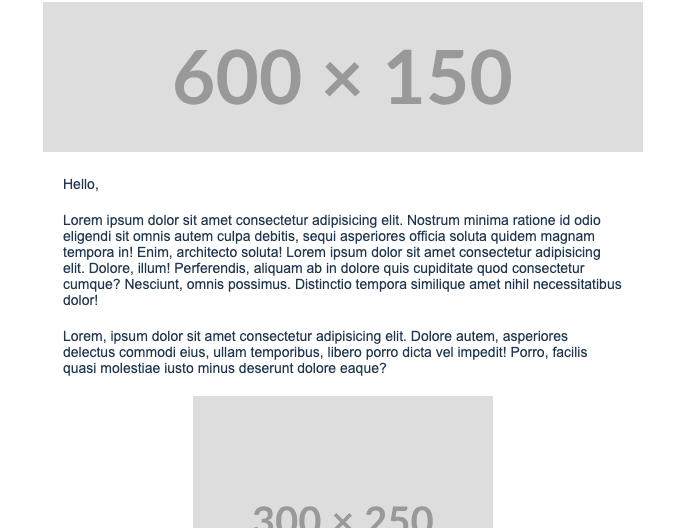 600 × 150
Hello,
Lorem ipsum dolor sit amet consectetur adipisicing elit. Nostrum minima ratione id odio
eligendi sit omnis autem culpa debitis, sequi asperiores officia soluta quidem magnam
tempora in! Enim, architecto soluta! Lorem ipsum dolor sit amet consectetur adipisicing
elit. Dolore, illum! Perferendis, aliquam ab in dolore quis cupiditate quod consectetur
cumque? Nesciunt, omnis possimus. Distinctio tempora similique amet nihil necessitatibus
dolor!
Lorem, ipsum dolor sit amet consectetur adipisicing elit. Dolore autem, asperiores
delectus commodi eius, ullam temporibus, libero porro dicta vel impedit! Porro, facilis
quasi molestiae iusto minus deserunt dolore eaque?
300 × 250